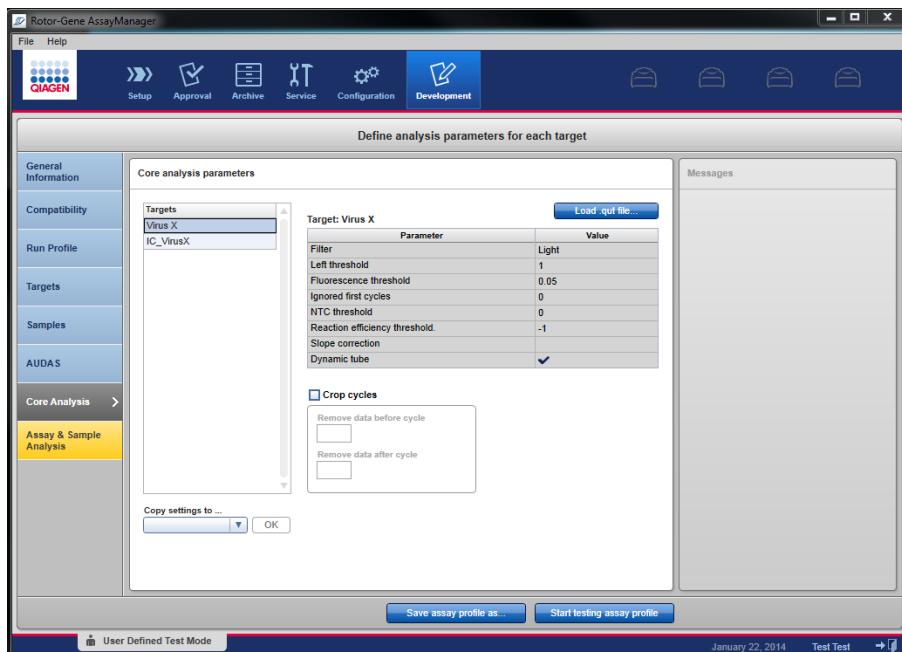 Rotor-Gene AssayManager
File Help
QIAGEN
Setup Approval Archive Service Configuration Development
Define analysis parameters for each target
General
Information
Compatibility
Run Profile
Targets
Samples
AUDAS
Core Analysis
Assay & Sample
Analysis
Core analysis parameters
Targets
Virus X
IC_VirusX
Load .qut file...
Target: Virus X
Parameter Value
Filter Light
Left threshold 1
Fluorescence threshold 0.05
Ignored first cycles 0
NTC threshold 0
Reaction efficiency threshold. -1
Slope correction
Dynamic tube
Crop cycles
Remove data before cycle
Remove data after cycle
Copy settings to ...
OK
Messages
Save assay profile as... Start testing assay profile
User Defined Test Mode
January 22, 2014 Test Test